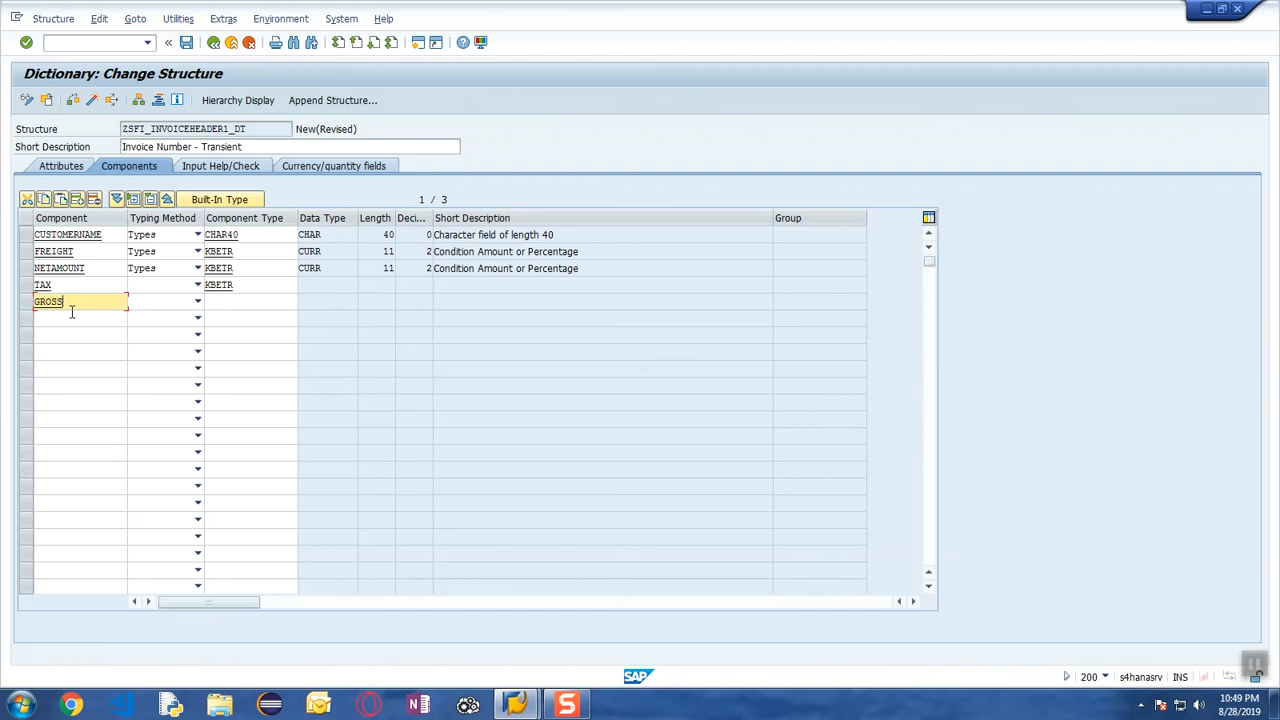 Structure Edit Goto Utilities Extras Environment System Help
Dictionary: Change Structure
Hierarchy Display Append Structure...
Structure ZSFI_INVOICEHEADER1_DT New(Revised)
Short Description Invoice Number - Transient
Attributes Components Input Help/Check Currency/quantity fields
Built-In Type 1 / 3
Component Typing Method Component Type Data Type Length Deci... Short Description Group
CUSTOMERNAME Types CHAR40 CHAR 40 0 Character field of length 40
FREIGHT Types KBETR CURR 11 2 Condition Amount or Percentage
NETAMOUNT Types KBETR CURR 11 2 Condition Amount or Percentage
TAX KBETR
GROSS
SAP 200 s4hanasrv INS
N S 10:49 PM
8/28/2019